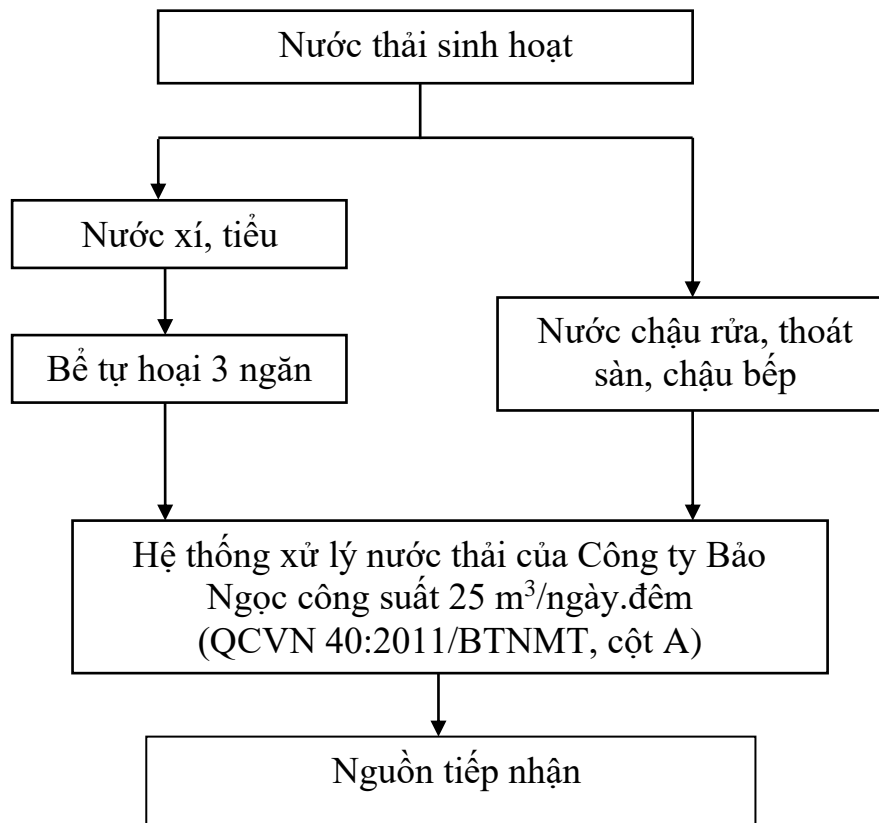 Nước thải sinh hoạt
Nước xí, tiểu
Bể tự hoại 3 ngăn
Nước chậu rửa, thoát
sàn, chậu bếp
Hệ thống xử lý nước thải của Công ty Bảo
Ngọc công suất 25 m³/ngày.đêm
(QCVN 40:2011/BTNMT, cột A)
Nguồn tiếp nhận